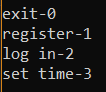 exit-0
register-1
log in-2
set time-3